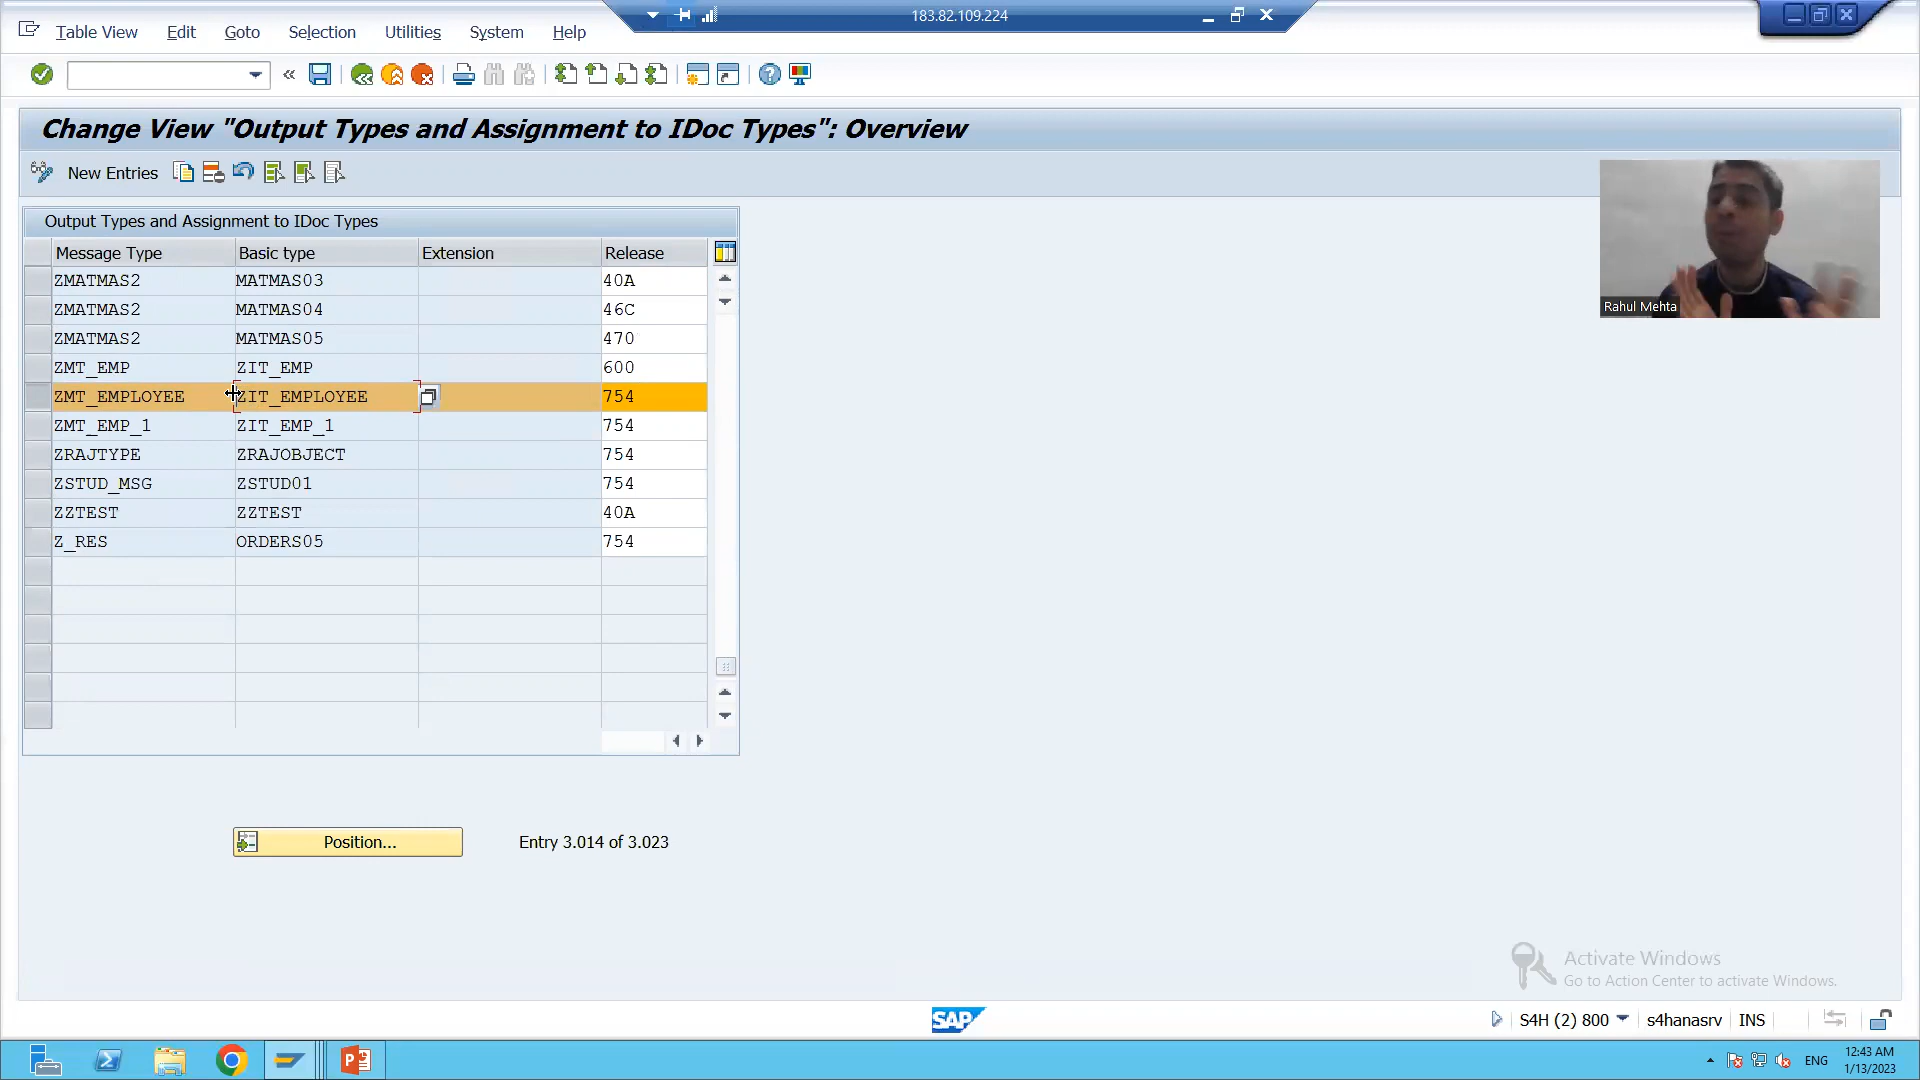 183.82.109.224
Table View Edit Goto Selection Utilities System Help
Change View "Output Types and Assignment to IDoc Types": Overview
New Entries
Output Types and Assignment to IDoc Types
Message Type Basic type Extension Release
ZMATMAS2 MATMAS03 40A
ZMATMAS2 MATMAS04 46C
ZMATMAS2 MATMAS05 470
ZMT_EMP ZIT_EMP 600
ZMT_EMPLOYEE ZIT_EMPLOYEE 754
ZMT_EMP_1 ZIT_EMP_1 754
ZRAJTYPE ZRAJOBJECT 754
ZSTUD_MSG ZSTUD01 754
ZZTEST ZZTEST 40A
Z_RES ORDERS05 754
Position... Entry 3.014 of 3.023
Rahul Mehta
Activate Windows
Go to Action Center to activate Windows.
SAP S4H (2) 800 s4hanasrv INS
ENG 12:43 AM
1/13/2023